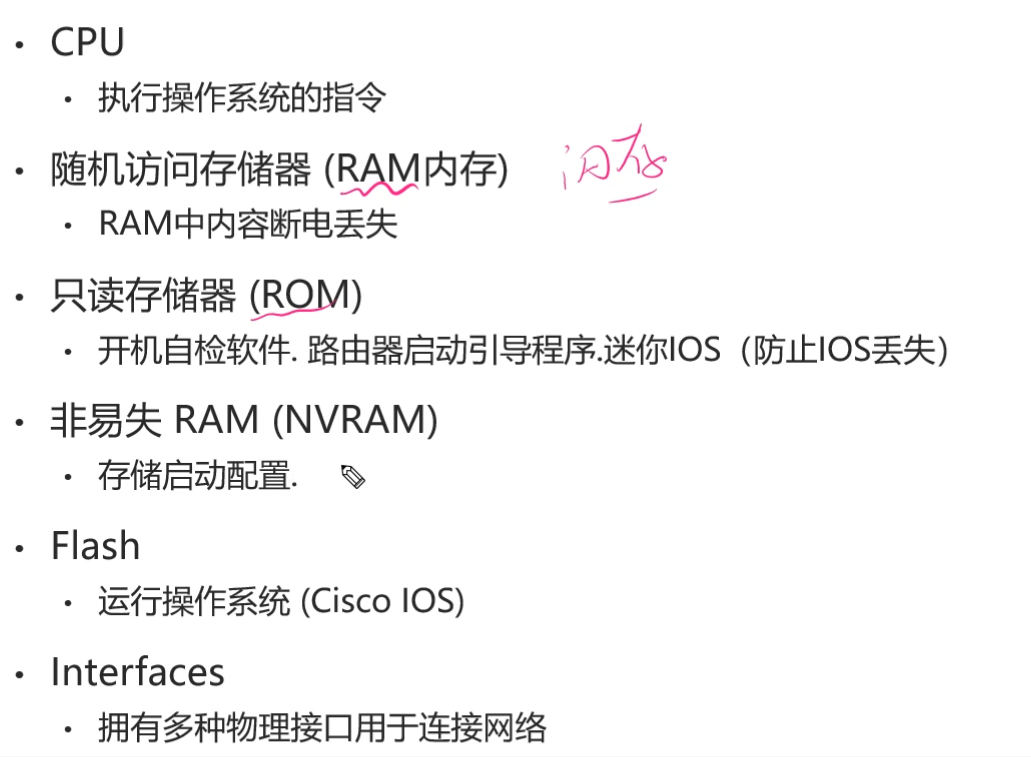 • CPU
• 执行操作系统的指令
• 随机访问存储器 (RAM内存) 闪存
• RAM中内容断电丢失
• 只读存储器 (ROM)
• 开机自检软件. 路由器启动引导程序.迷你IOS（防止IOS丢失）
• 非易失 RAM (NVRAM)
• 存储启动配置.
• Flash
• 运行操作系统 (Cisco IOS)
• Interfaces
• 拥有多种物理接口用于连接网络